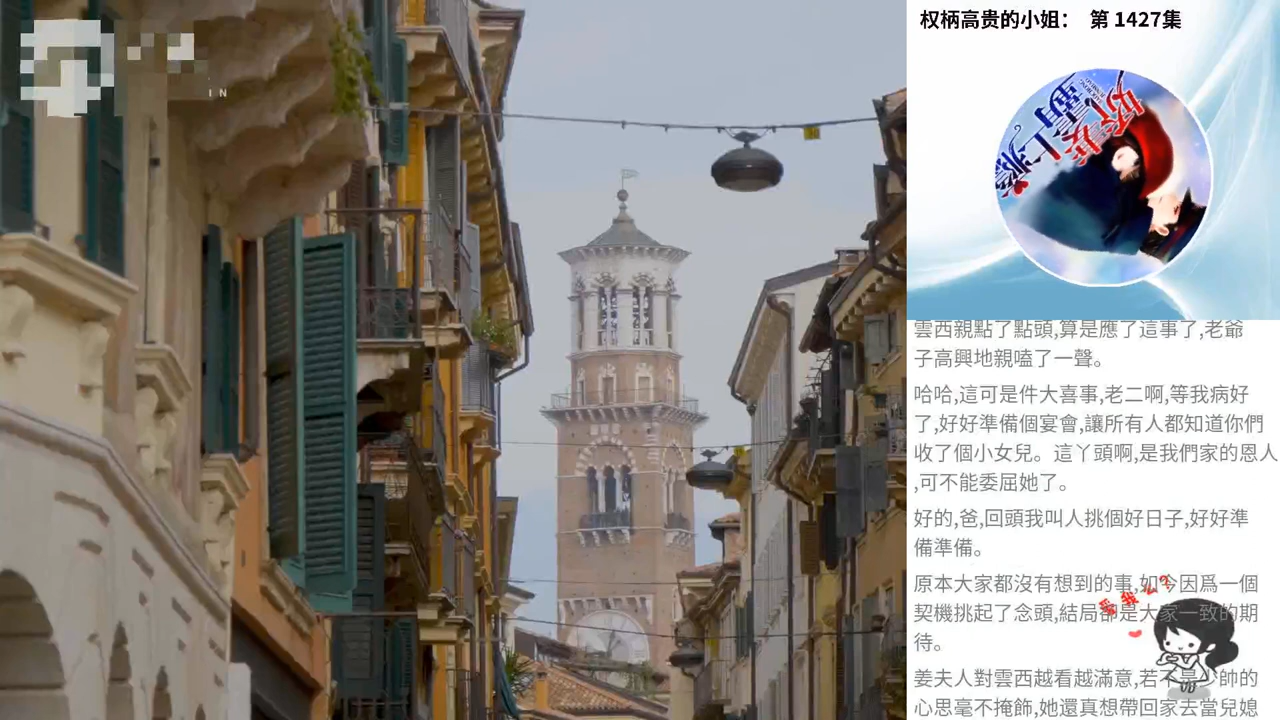 权柄高贵的小姐： 第 1427集
IN
雲西親點了點頭,算是應了這事了,老爺
子高興地親嗑了一聲。
哈哈,這可是件大喜事,老二啊,等我病好
了,好好準備個宴會,讓所有人都知道你們
收了個小女兒。這丫頭啊,是我們家的恩人
,可不能委屈她了。
好的,爸,回頭我叫人挑個好日子,好好準
備準備。
原本大家都沒有想到的事,如今因爲一個
契機挑起了念頭,結局卻是大家一致的期
待。
姜夫人對雲西越看越滿意,若不是 帥的
心思毫不掩飾,她還真想帶回家去當兒媳